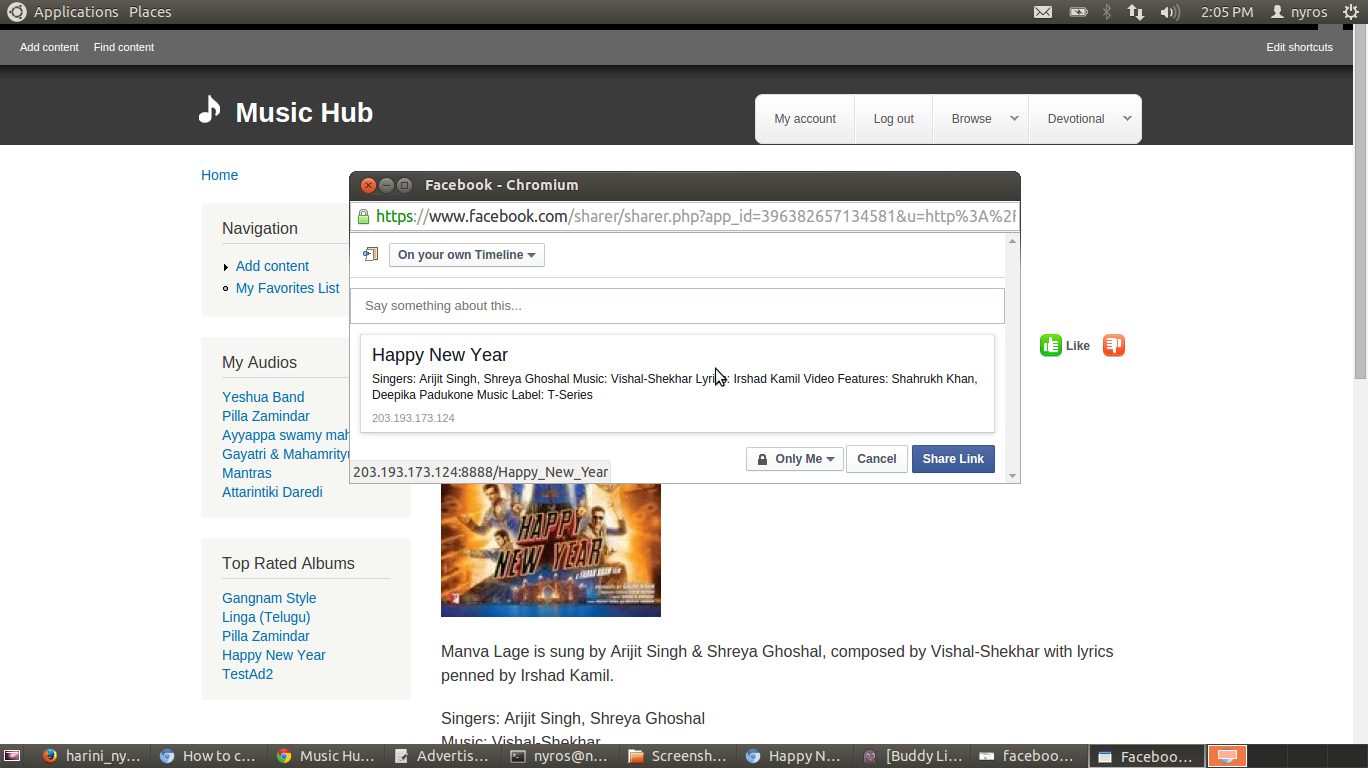 Applications Places
2:05 PM nyros
Add content Find content
Edit shortcuts
Music Hub
My account Log out Browse Devotional
Home
Navigation
Add content
My Favorites List
My Audios
Yeshua Band
Pilla Zamindar
Ayyappa swamy mah
Gayatri & Mahamrityu
Mantras
Attarintiki Daredi
Top Rated Albums
Gangnam Style
Linga (Telugu)
Pilla Zamindar
Happy New Year
TestAd2
Facebook - Chromium
https://www.facebook.com/sharer/sharer.php?app_id=396382657134581&u=http%3A%2F
On your own Timeline
Say something about this...
Happy New Year
Singers: Arijit Singh, Shreya Ghoshal Music: Vishal-Shekhar Lyrics: Irshad Kamil Video Features: Shahrukh Khan,
Deepika Padukone Music Label: T-Series
203.193.173.124
Only Me Cancel Share Link
203.193.173.124:8888/Happy_New_Year
Like
HAPPY
NEW YEAR
Manva Lage is sung by Arijit Singh & Shreya Ghoshal, composed by Vishal-Shekhar with lyrics
penned by Irshad Kamil.
Singers: Arijit Singh, Shreya Ghoshal
Music: Vishal-Shekhar
harini_ny... How to c... Music Hu... Advertis... nyros@n... Screensh... Happy N... [Buddy Li... faceboo... Faceboo...